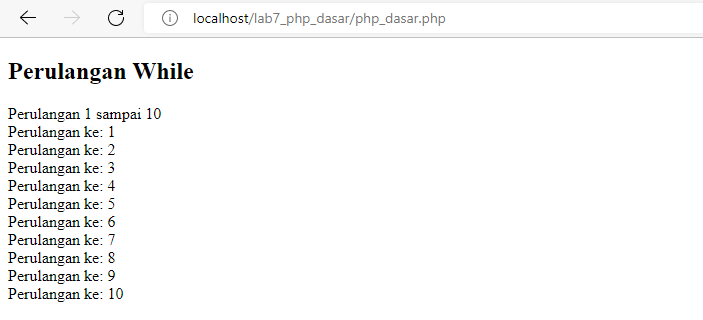 localhost/lab7_php_dasar/php_dasar.php
Perulangan While
Perulangan 1 sampai 10
Perulangan ke: 1
Perulangan ke: 2
Perulangan ke: 3
Perulangan ke: 4
Perulangan ke: 5
Perulangan ke: 6
Perulangan ke: 7
Perulangan ke: 8
Perulangan ke: 9
Perulangan ke: 10